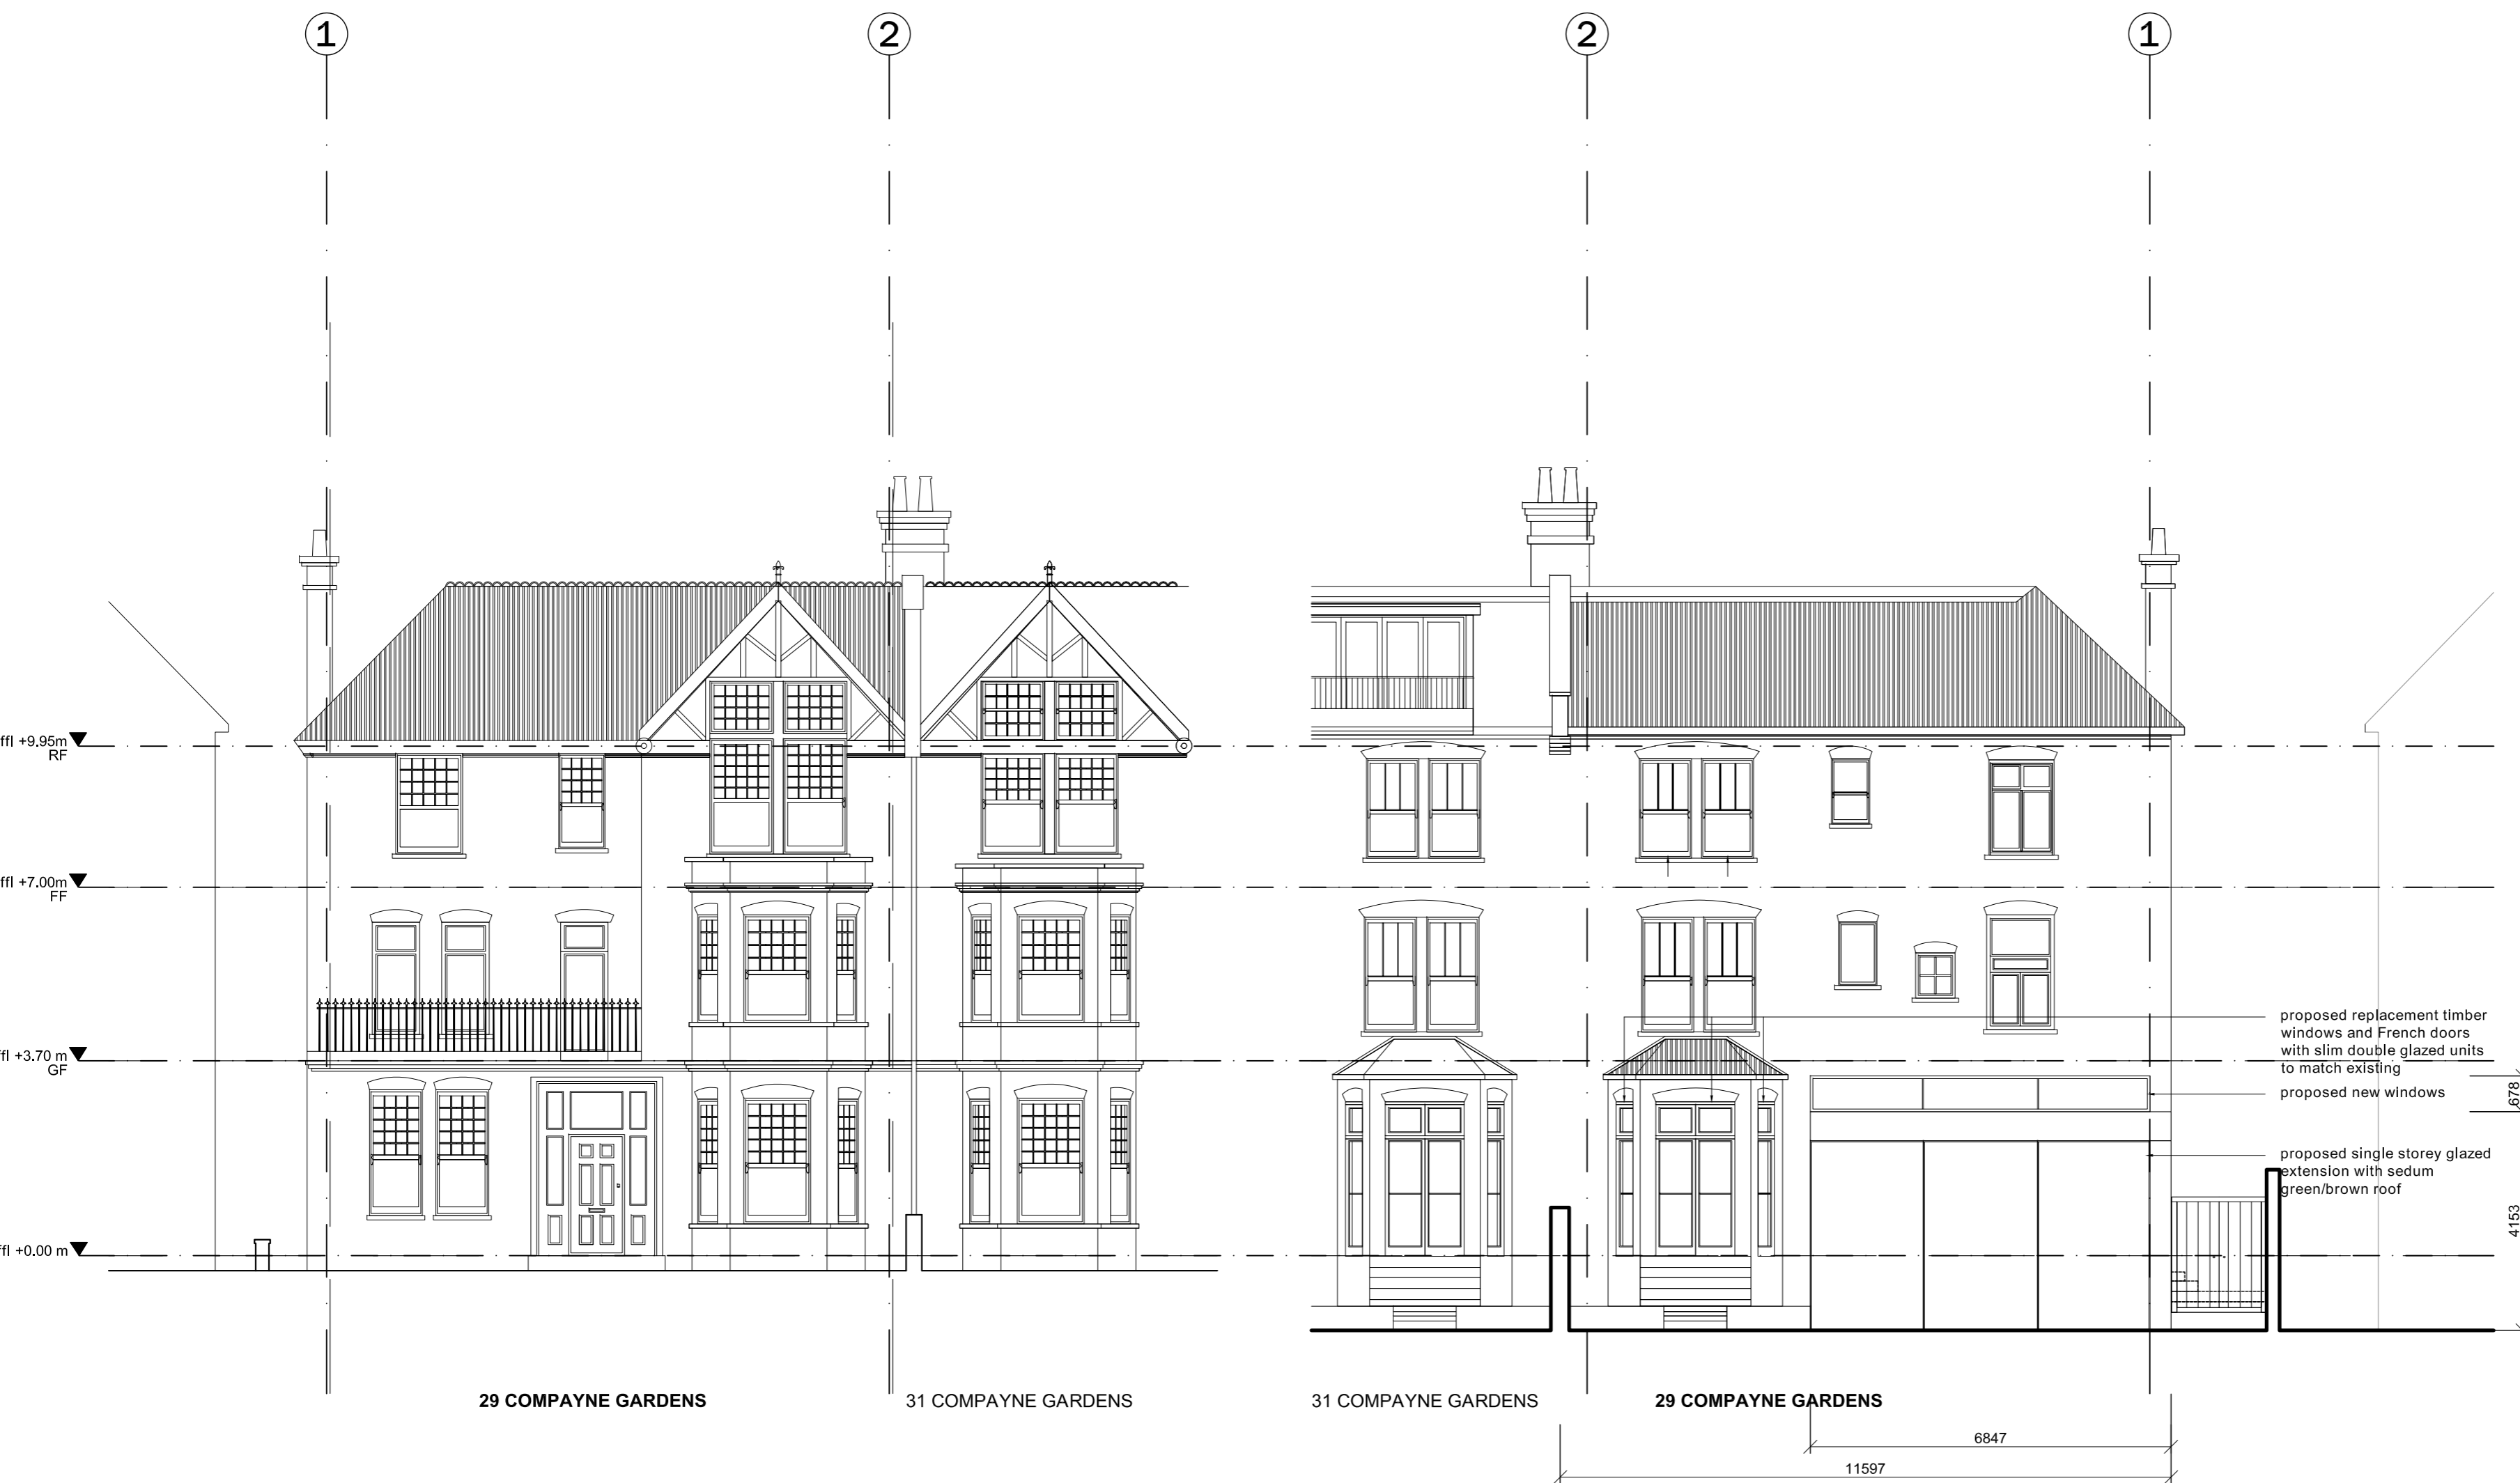 1
2
2
1
ffl +9.95m
RF
ffl +7.00m
FF
ffl +3.70 m
GF
ffl +0.00 m
proposed replacement timber
windows and French doors
with slim double glazed units
to match existing
proposed new windows
proposed single storey glazed
extension with sedum
green/brown roof
678
4153
29 COMPAYNE GARDENS
31 COMPAYNE GARDENS
31 COMPAYNE GARDENS
29 COMPAYNE GARDENS
6847
11597